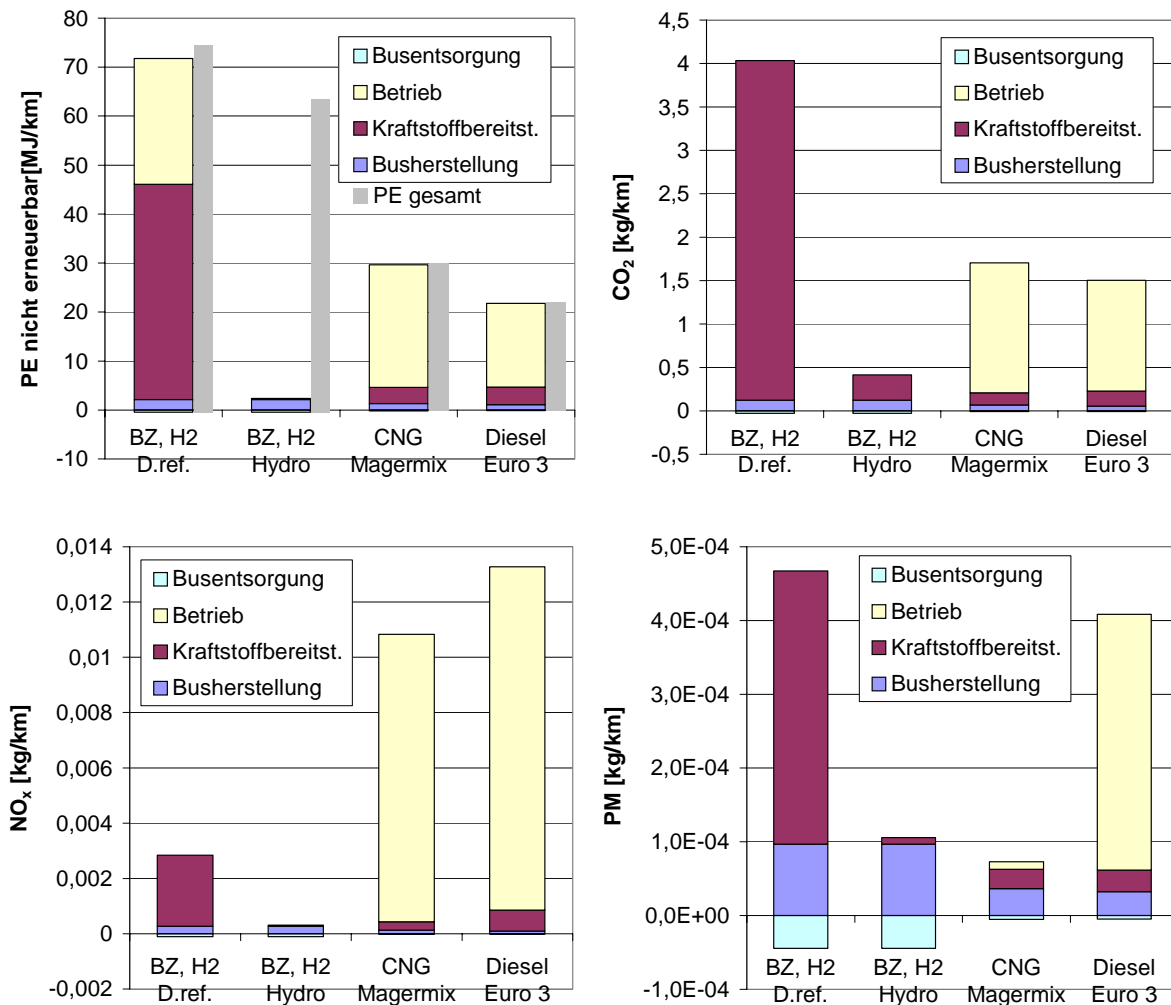 PE nicht erneuerbar[MJ/km]
80
70
60
50
40
30
20
10
0
-10
Busentsorgung
Betrieb
Kraftstoffbereitst.
Busherstellung
PE gesamt
BZ, H2
D.ref.
BZ, H2
Hydro
CNG
Magermix
Diesel
Euro 3
CO2 [kg/km]
4,5
4
3,5
3
2,5
2
1,5
1
0,5
0
-0,5
Busentsorgung
Betrieb
Kraftstoffbereitst.
Busherstellung
BZ, H2
D.ref.
BZ, H2
Hydro
CNG
Magermix
Diesel
Euro 3
NOx [kg/km]
0,014
0,012
0,01
0,008
0,006
0,004
0,002
0
-0,002
Busentsorgung
Betrieb
Kraftstoffbereitst.
Busherstellung
BZ, H2
D.ref.
BZ, H2
Hydro
CNG
Magermix
Diesel
Euro 3
PM [kg/km]
5,0E-04
4,0E-04
3,0E-04
2,0E-04
1,0E-04
0,0E+00
-1,0E-04
Busentsorgung
Betrieb
Kraftstoffbereitst.
Busherstellung
BZ, H2
D.ref.
BZ, H2
Hydro
CNG
Magermix
Diesel
Euro 3